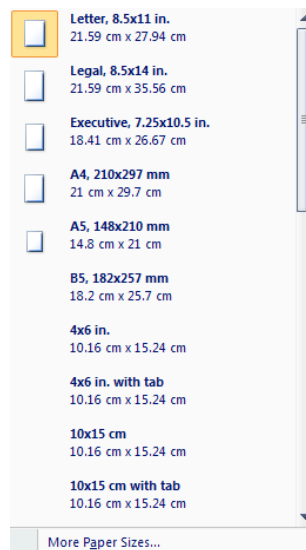 Letter, 8.5x11 in.
21.59 cm x 27.94 cm
Legal, 8.5x14 in.
21.59 cm x 35.56 cm
Executive, 7.25x10.5 in.
18.41 cm x 26.67 cm
A4, 210x297 mm
21 cm x 29.7 cm
A5, 148x210 mm
14.8 cm x 21 cm
B5, 182x257 mm
18.2 cm x 25.7 cm
4x6 in.
10.16 cm x 15.24 cm
4x6 in. with tab
10.16 cm x 15.24 cm
10x15 cm
10.16 cm x 15.24 cm
10x15 cm with tab
10.16 cm x 15.24 cm
More Paper Sizes...